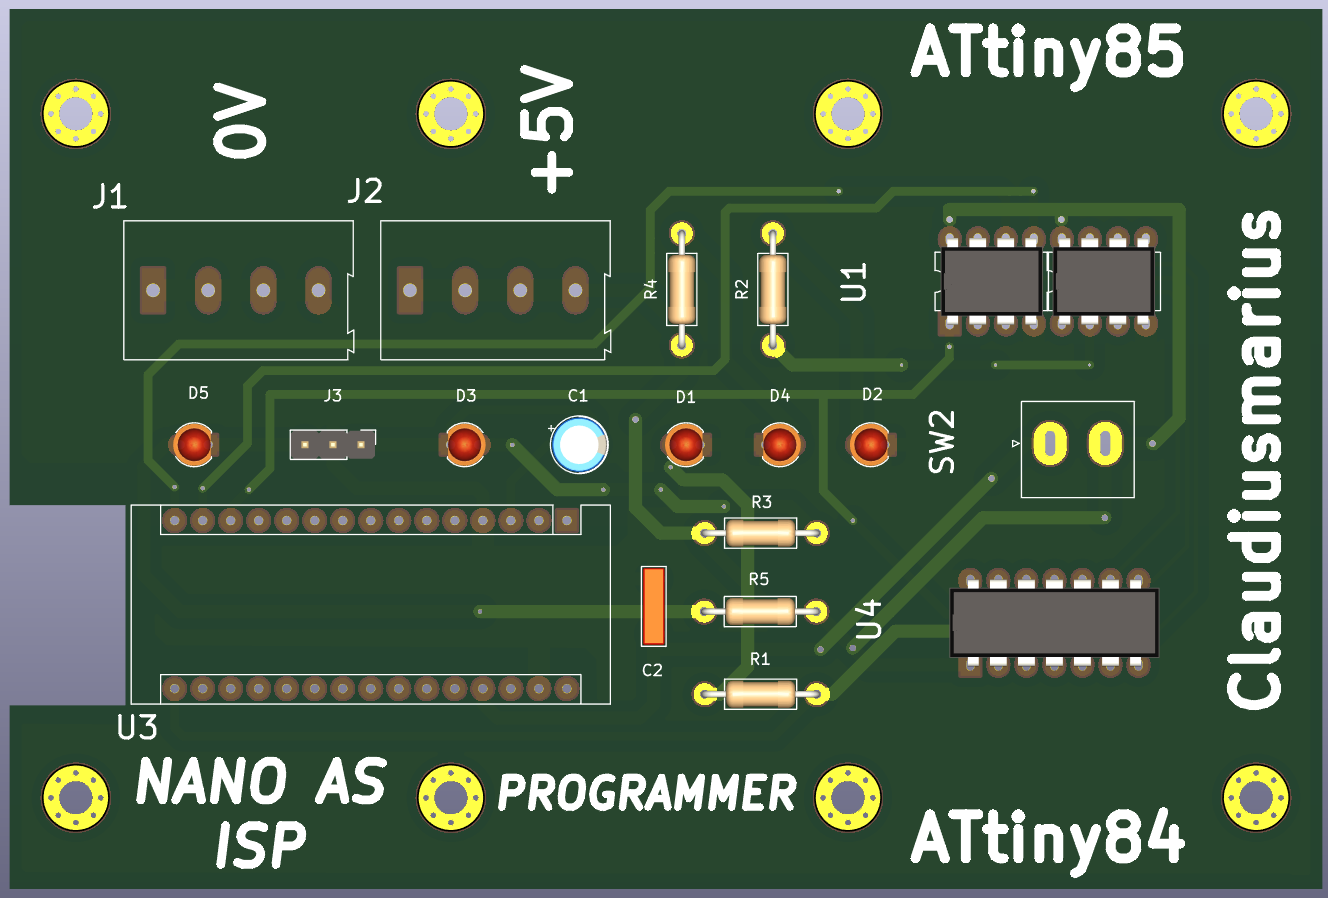 ATtiny85
0V
+5V
J1
J2
R4
R2
U1
D5
J3
D3
C1
D1
D4
D2
+
SW2
Claudiusmarius
R3
R5
U4
C2
R1
U3
NANO AS
ISP
PROGRAMMER
ATtiny84